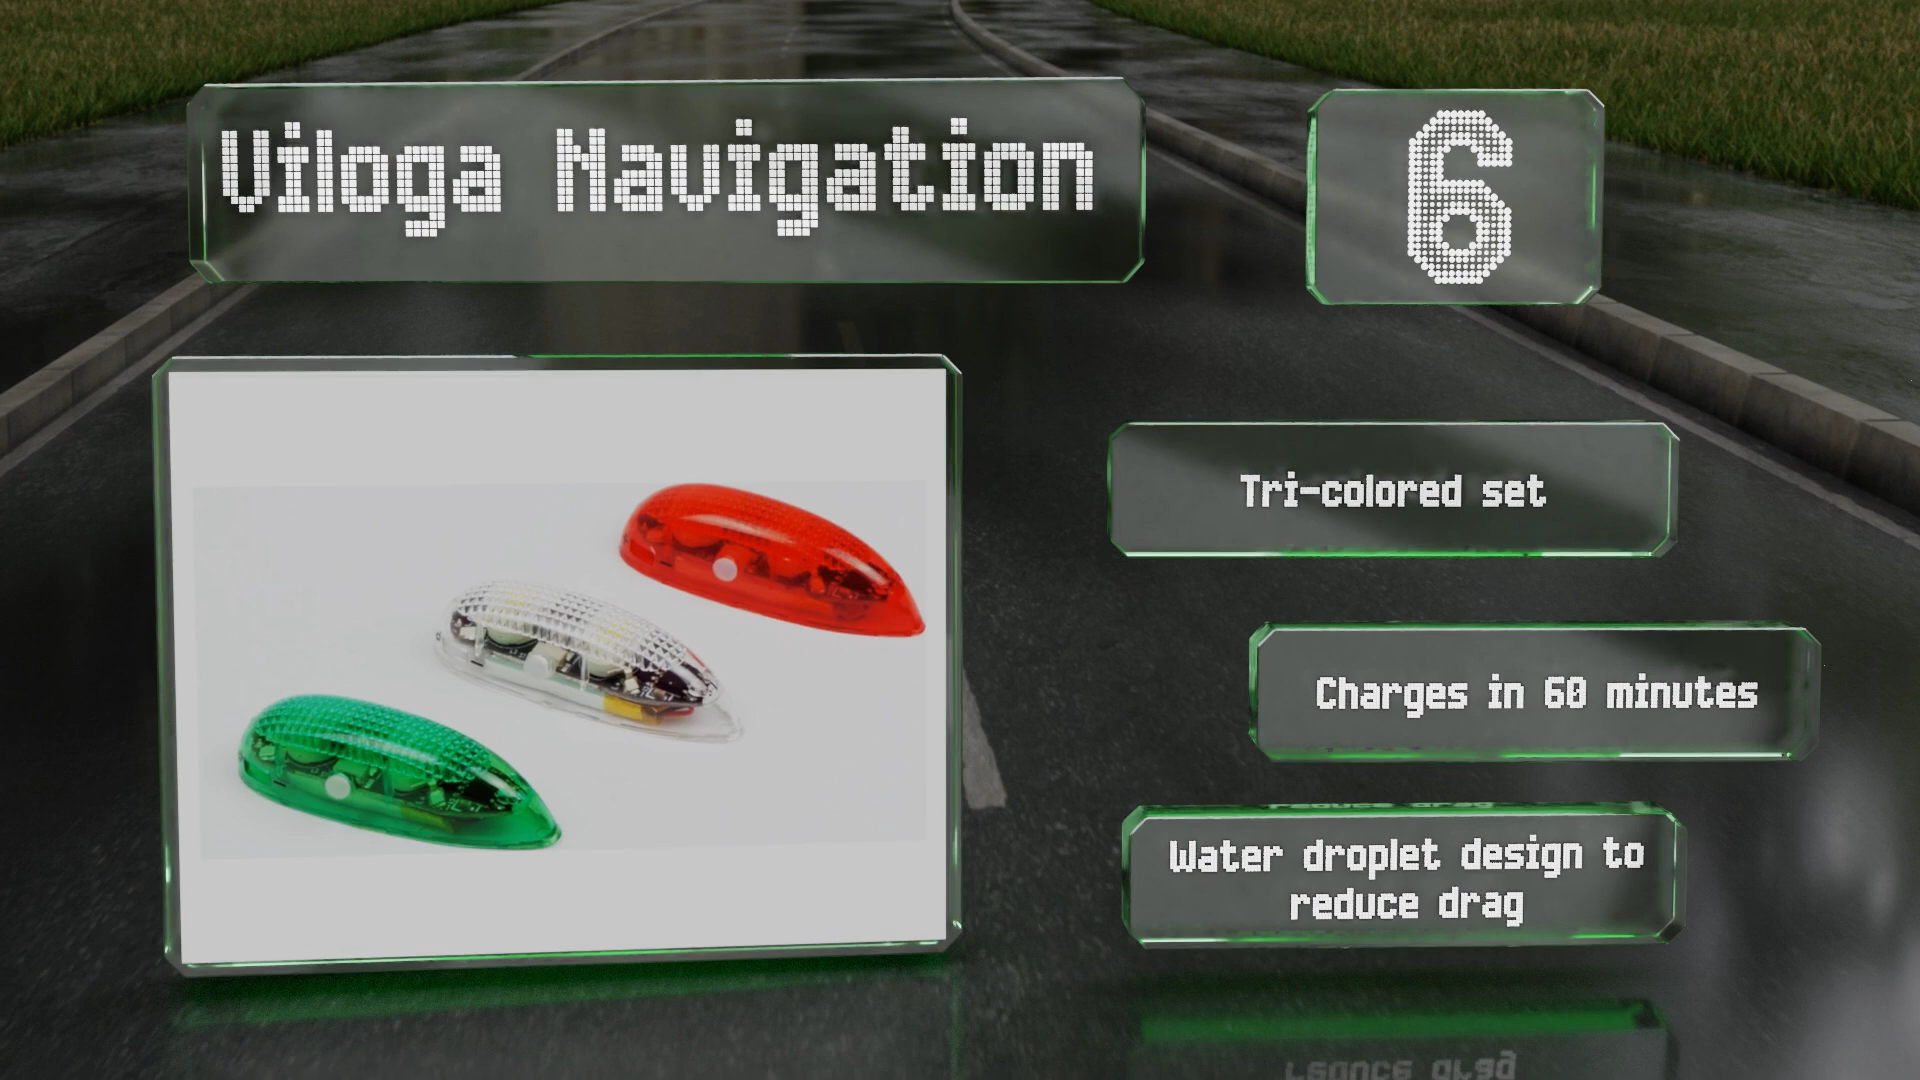 Viloga Navigation
6
Tri-colored set
Charges in 60 minutes
Water droplet design to
reduce drag